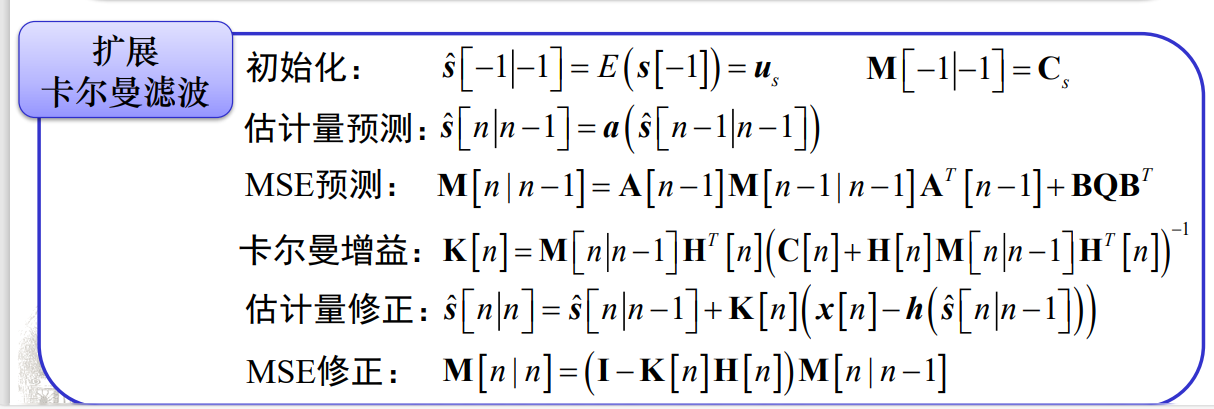 扩展
卡尔曼滤波
初始化： ŝ[−1|−1] = E(s[−1]) = u_s M[−1|−1] = C_s
估计量预测：ŝ[n|n−1] = a(ŝ[n−1|n−1])
MSE预测： M[n|n−1] = A[n−1]M[n−1|n−1]A^T[n−1] + BQB^T
卡尔曼增益：K[n] = M[n|n−1]H^T[n](C[n] + H[n]M[n|n−1]H^T[n])^−1
估计量修正：ŝ[n|n] = ŝ[n|n−1] + K[n](x[n] − h(ŝ[n|n−1]))
MSE修正： M[n|n] = (I − K[n]H[n])M[n|n−1]